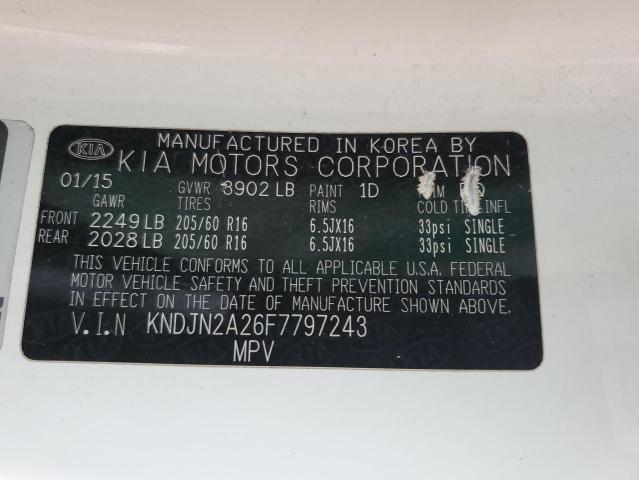 KIA MANUFACTURED IN KOREA BY
KIA MOTORS CORPORATION
01/15 GVWR 3902 LB PAINT 1D
GAWR TIRES RIMS COLD INFL
FRONT 2249 LB 205/60 R16 6.5JX16 33psi SINGLE
REAR 2028 LB 205/60 R16 6.5JX16 33psi SINGLE
THIS VEHICLE CONFORMS TO ALL APPLICABLE U.S.A. FEDERAL
MOTOR VEHICLE SAFETY AND THEFT PREVENTION STANDARDS
IN EFFECT ON THE DATE OF MANUFACTURE SHOWN ABOVE.
V.I.N KNDJN2A26F7797243
MPV